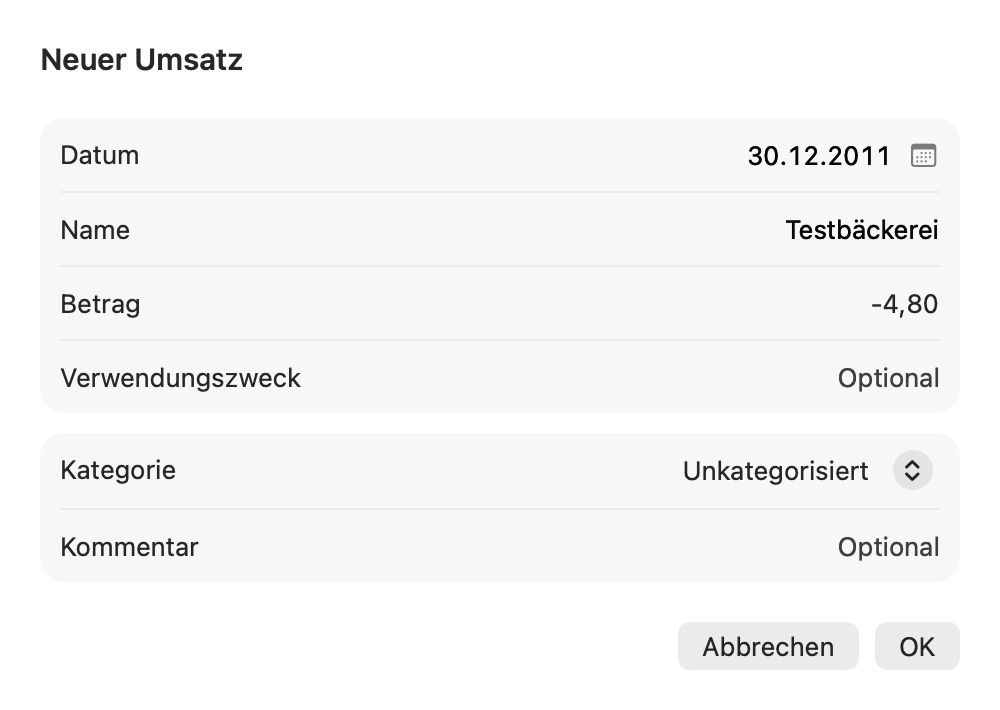 Neuer Umsatz
Datum 30.12.2011
Name Testbäckerei
Betrag -4,80
Verwendungszweck Optional
Kategorie Unkategorisiert
Kommentar Optional
Abbrechen OK